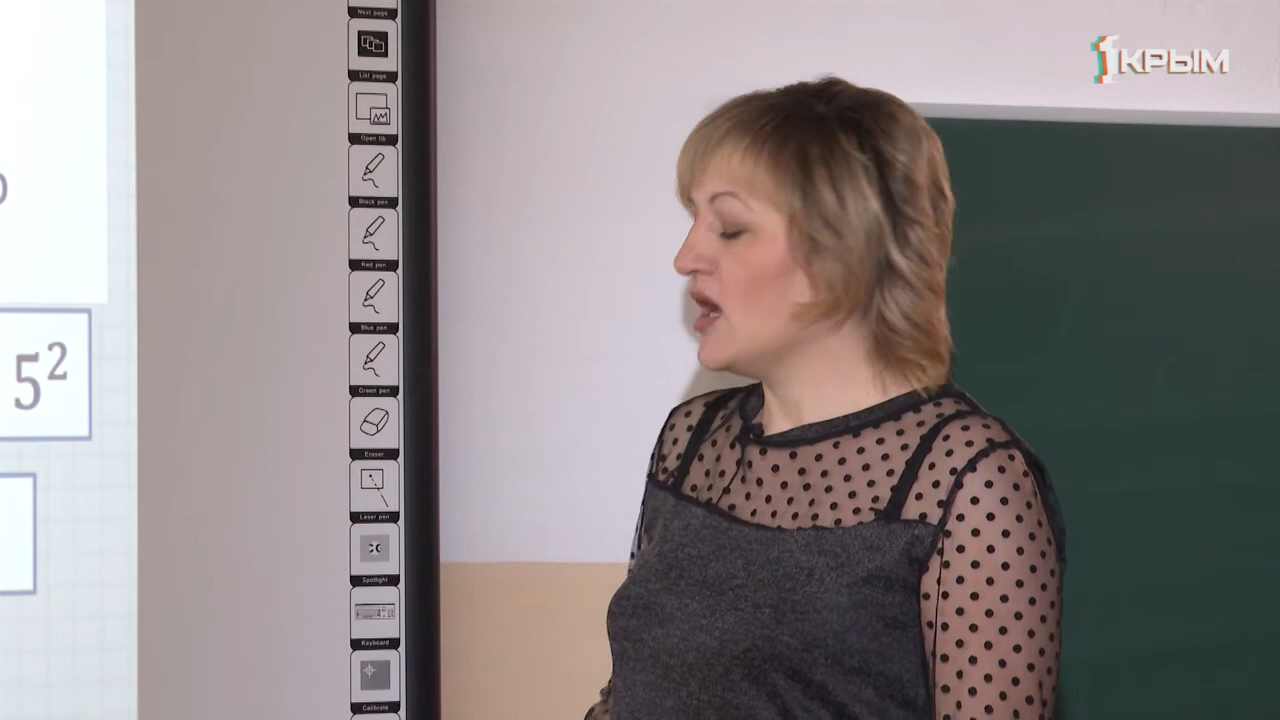 Next page
List page
Open lib
Black pen
Red pen
Blue pen
Green pen
Eraser
Laser pen
Spotlight
Keyboard
Calibrate
5²
1КРЫМ